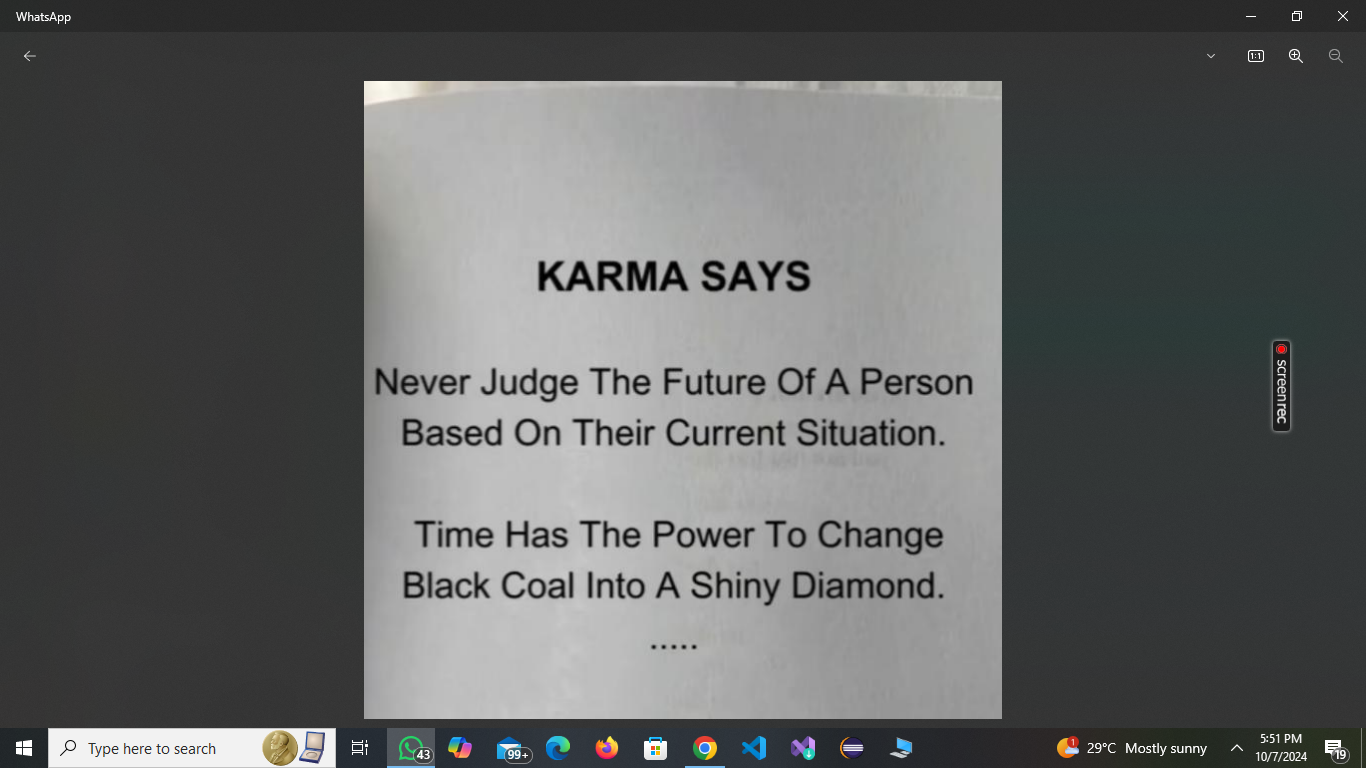 WhatsApp
1:1
KARMA SAYS
Never Judge The Future Of A Person
Based On Their Current Situation.
Time Has The Power To Change
Black Coal Into A Shiny Diamond.
.....
screenrec
Type here to search
43
99+
1
29°C Mostly sunny
5:51 PM
10/7/2024
19